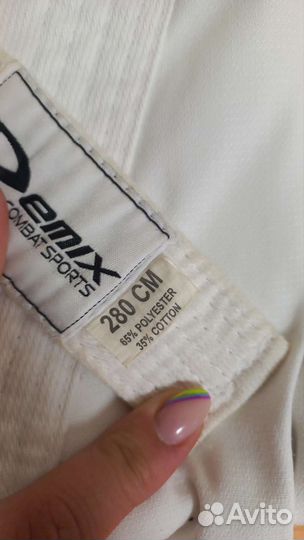 Demix
COMBAT SPORTS
280 CM
65% POLYESTER
35% COTTON
Avito